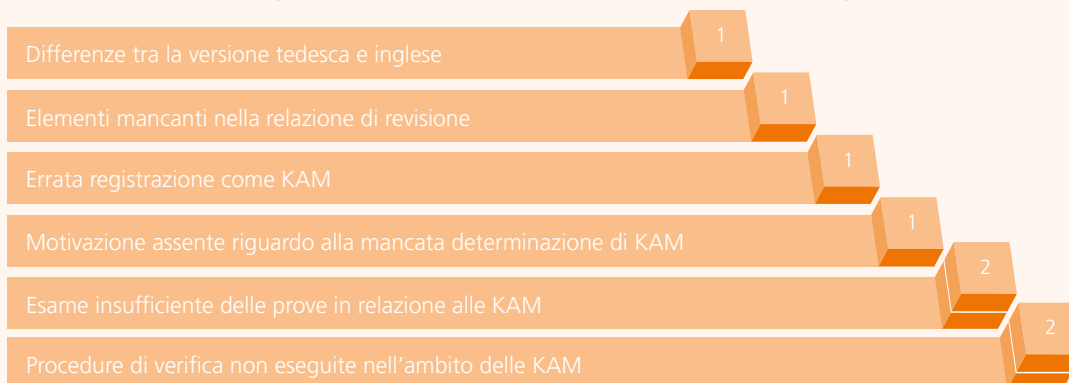 Differenze tra la versione tedesca e inglese 1
Elementi mancanti nella relazione di revisione 1
Errata registrazione come KAM 1
Motivazione assente riguardo alla mancata determinazione di KAM 1
Esame insufficiente delle prove in relazione alle KAM 2
Procedure di verifica non eseguite nell’ambito delle KAM 2